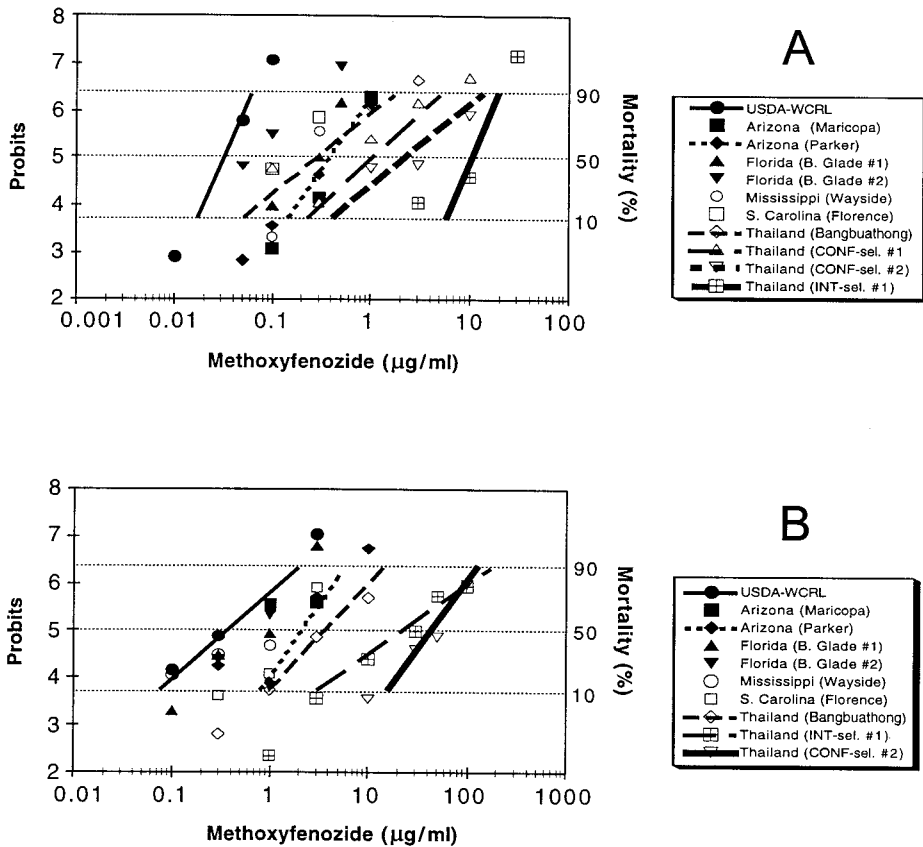 A
8
7
6
5
4
3
2
Probits
90
50
10
Mortality (%)
0.001
0.01
0.1
1
10
100
Methoxyfenozide (µg/ml)
USDA-WCRL
Arizona (Maricopa)
Arizona (Parker)
Florida (B. Glade #1)
Florida (B. Glade #2)
Mississippi (Wayside)
S. Carolina (Florence)
Thailand (Bangbuathong)
Thailand (CONF-sel. #1
Thailand (CONF-sel. #2)
Thailand (INT-sel. #1)
B
8
7
6
5
4
3
2
Probits
90
50
10
Mortality (%)
0.01
0.1
1
10
100
1000
Methoxyfenozide (µg/ml)
USDA-WCRL
Arizona (Maricopa)
Arizona (Parker)
Florida (B. Glade #1)
Florida (B. Glade #2)
Mississippi (Wayside)
S. Carolina (Florence)
Thailand (Bangbuathong)
Thailand (INT-sel. #1)
Thailand (CONF-sel. #2)